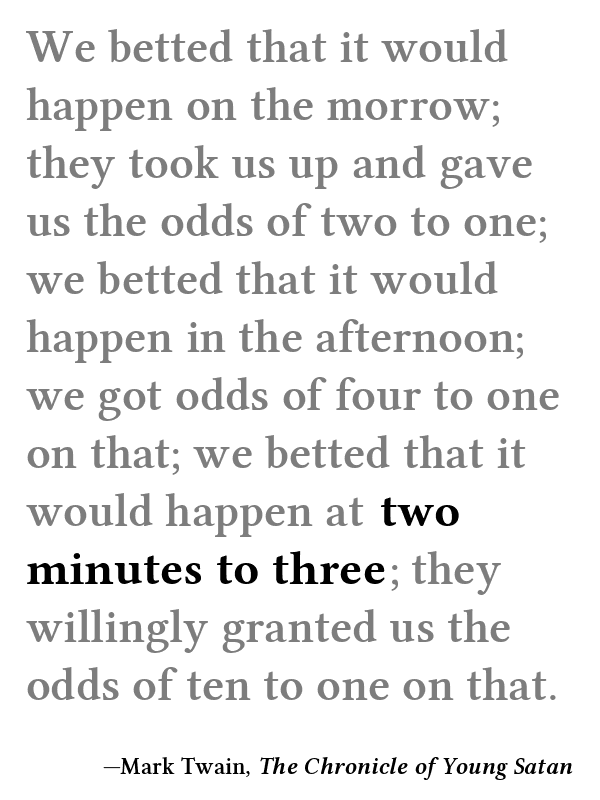 We betted that it would
happen on the morrow;
they took us up and gave
us the odds of two to one;
we betted that it would
happen in the afternoon;
we got odds of four to one
on that; we betted that it
would happen at two
minutes to three; they
willingly granted us the
odds of ten to one on that.
—Mark Twain, The Chronicle of Young Satan